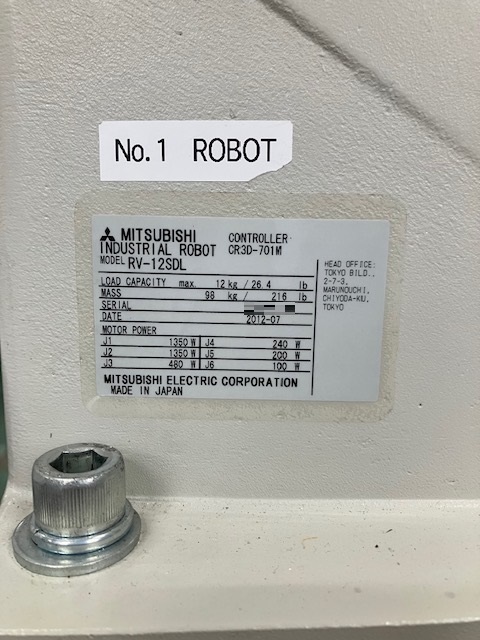 No.1 ROBOT
MITSUBISHI
INDUSTRIAL ROBOT
MODEL RV-12SDL
CONTROLLER
CR3D-701M
LOAD CAPACITY max. 12 kg / 26.4 lb
MASS 98 kg / 216 lb
SERIAL
DATE 2012-07
MOTOR POWER
J1 1350 W J4 240 W
J2 1350 W J5 200 W
J3 480 W J6 100 W
MITSUBISHI ELECTRIC CORPORATION
MADE IN JAPAN
HEAD OFFICE:
TOKYO BILD.,
2-7-3,
MARUNOUCHI,
CHIYODA-KU,
TOKYO